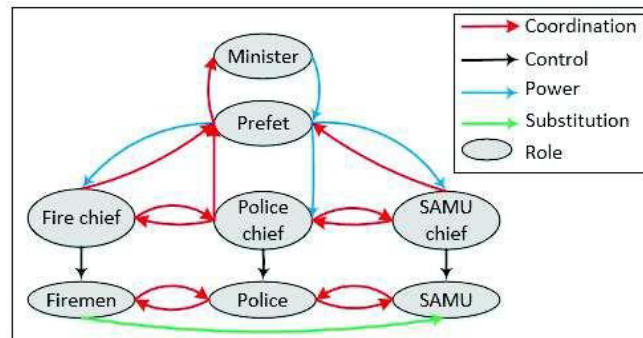 Minister
Prefet
Fire chief
Police
chief
SAMU
chief
Firemen
Police
SAMU
Coordination
Control
Power
Substitution
Role